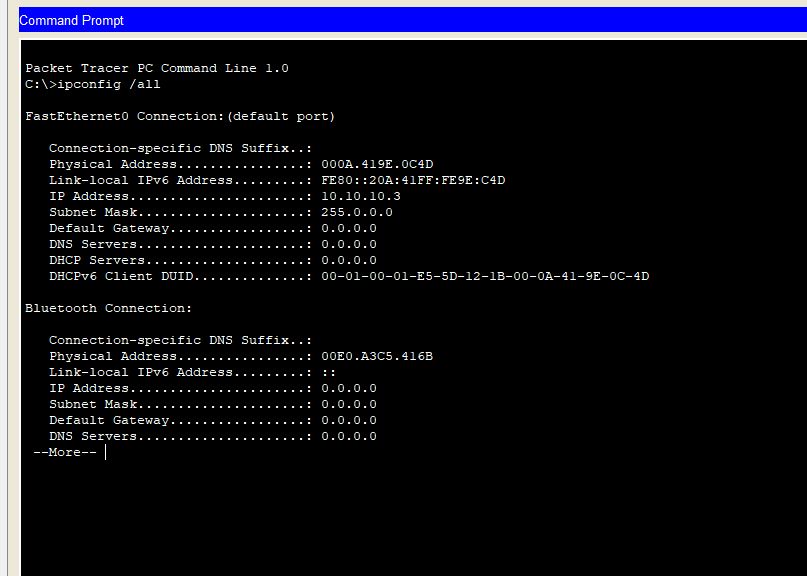 Command Prompt
Packet Tracer PC Command Line 1.0
C:\>ipconfig /all
FastEthernet0 Connection:(default port)
Connection-specific DNS Suffix..:
Physical Address................: 000A.419E.0C4D
Link-local IPv6 Address.........: FE80::20A:41FF:FE9E:C4D
IP Address......................: 10.10.10.3
Subnet Mask.....................: 255.0.0.0
Default Gateway.................: 0.0.0.0
DNS Servers.....................: 0.0.0.0
DHCP Servers....................: 0.0.0.0
DHCPv6 Client DUID..............: 00-01-00-01-E5-5D-12-1B-00-0A-41-9E-0C-4D
Bluetooth Connection:
Connection-specific DNS Suffix..:
Physical Address................: 00E0.A3C5.416B
Link-local IPv6 Address.........: ::
IP Address......................: 0.0.0.0
Subnet Mask.....................: 0.0.0.0
Default Gateway.................: 0.0.0.0
DNS Servers.....................: 0.0.0.0
--More--